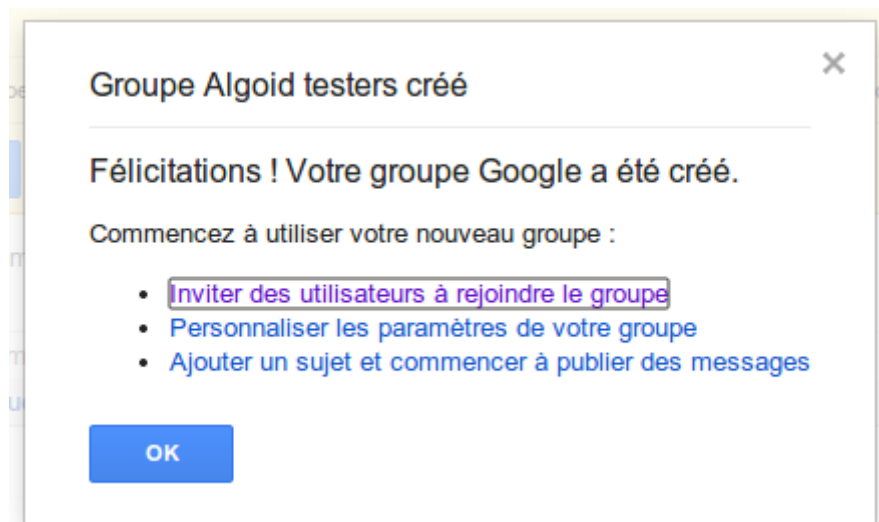 Groupe Algoid testers créé
Félicitations ! Votre groupe Google a été créé.
Commencez à utiliser votre nouveau groupe :
Inviter des utilisateurs à rejoindre le groupe
Personnaliser les paramètres de votre groupe
Ajouter un sujet et commencer à publier des messages
OK